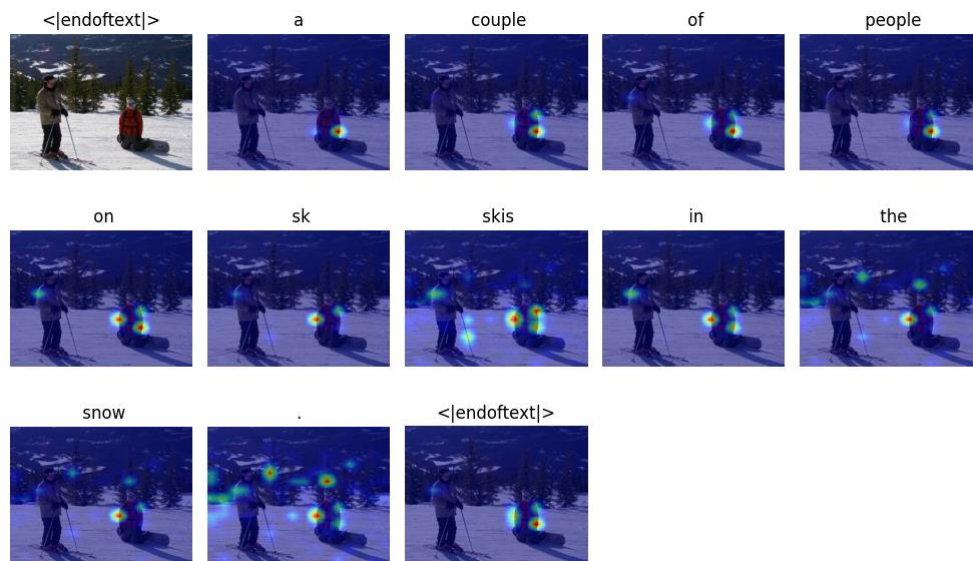 <|endoftext|> a couple of people
on sk skis in the
snow . <|endoftext|>